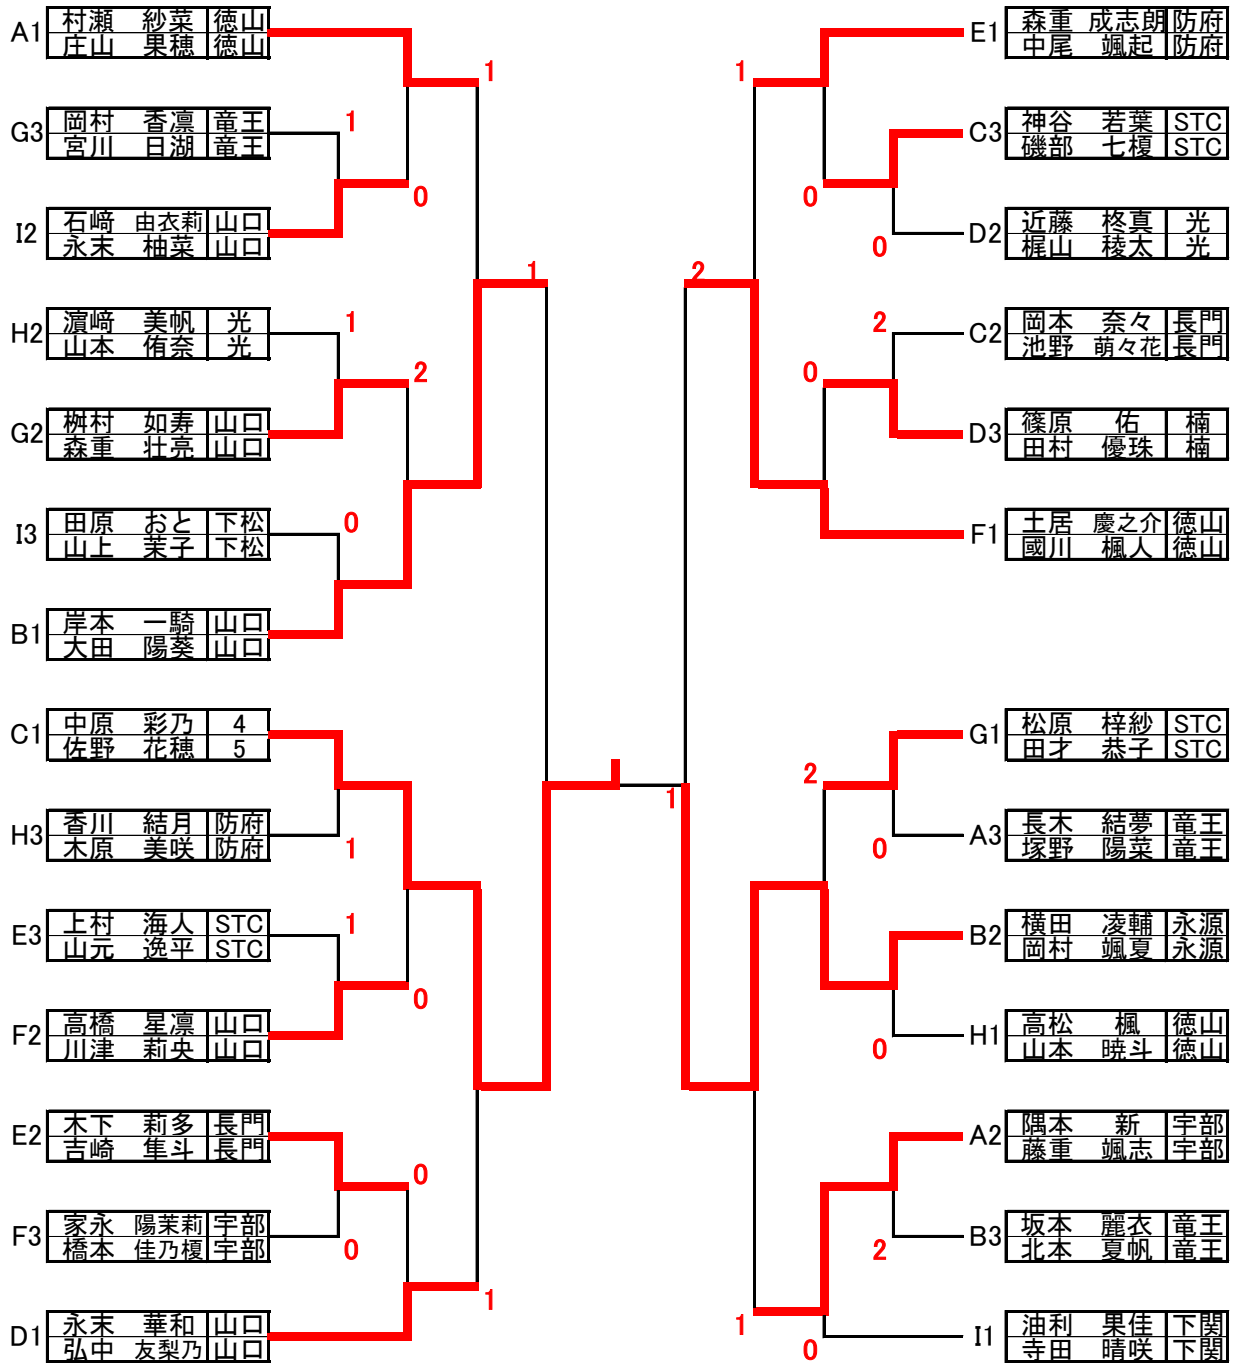 A1 村瀬 紗菜 徳山
庄山 果穂 徳山
1
G3 岡村 香凛 竜王
宮川 日湖 竜王
1
0
I2 石﨑 由衣莉 山口
永末 柚菜 山口
1
H2 濵﨑 美帆 光
山本 侑奈 光
1
2
G2 桝村 如寿 山口
森重 壮亮 山口
I3 田原 おと 下松
山上 茉子 下松
0
B1 岸本 一騎 山口
大田 陽葵 山口
C1 中原 彩乃 4
佐野 花穂 5
H3 香川 結月 防府
木原 美咲 防府
1
E3 上村 海人 STC
山元 逸平 STC
1
0
F2 高橋 星凛 山口
川津 莉央 山口
E2 木下 莉多 長門
吉崎 隼斗 長門
0
F3 家永 陽茉莉 宇部
橋本 佳乃榎 宇部
0
1
D1 永末 華和 山口
弘中 友梨乃 山口
E1 森重 成志朗 防府
中尾 颯起 防府
1
C3 神谷 若葉 STC
磯部 七榎 STC
0
D2 近藤 柊真 光
梶山 稜太 光
0
2
C2 岡本 奈々 長門
池野 萌々花 長門
2
0
D3 篠原 佑 楠
田村 優珠 楠
F1 土居 慶之介 徳山
國川 楓人 徳山
1
G1 松原 梓紗 STC
田才 恭子 STC
2
A3 長木 結夢 竜王
塚野 陽菜 竜王
0
B2 横田 凌輔 永源
岡村 颯夏 永源
H1 高松 楓 徳山
山本 暁斗 徳山
0
A2 隅本 新 宇部
藤重 颯志 宇部
B3 坂本 麗衣 竜王
北本 夏帆 竜王
2
1
I1 油利 果佳 下関
寺田 晴咲 下関
0